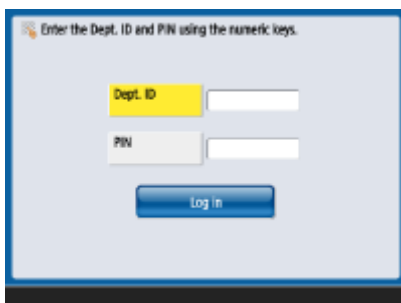 Enter the Dept. ID and PIN using the numeric keys.
Dept. ID
PIN
Log in